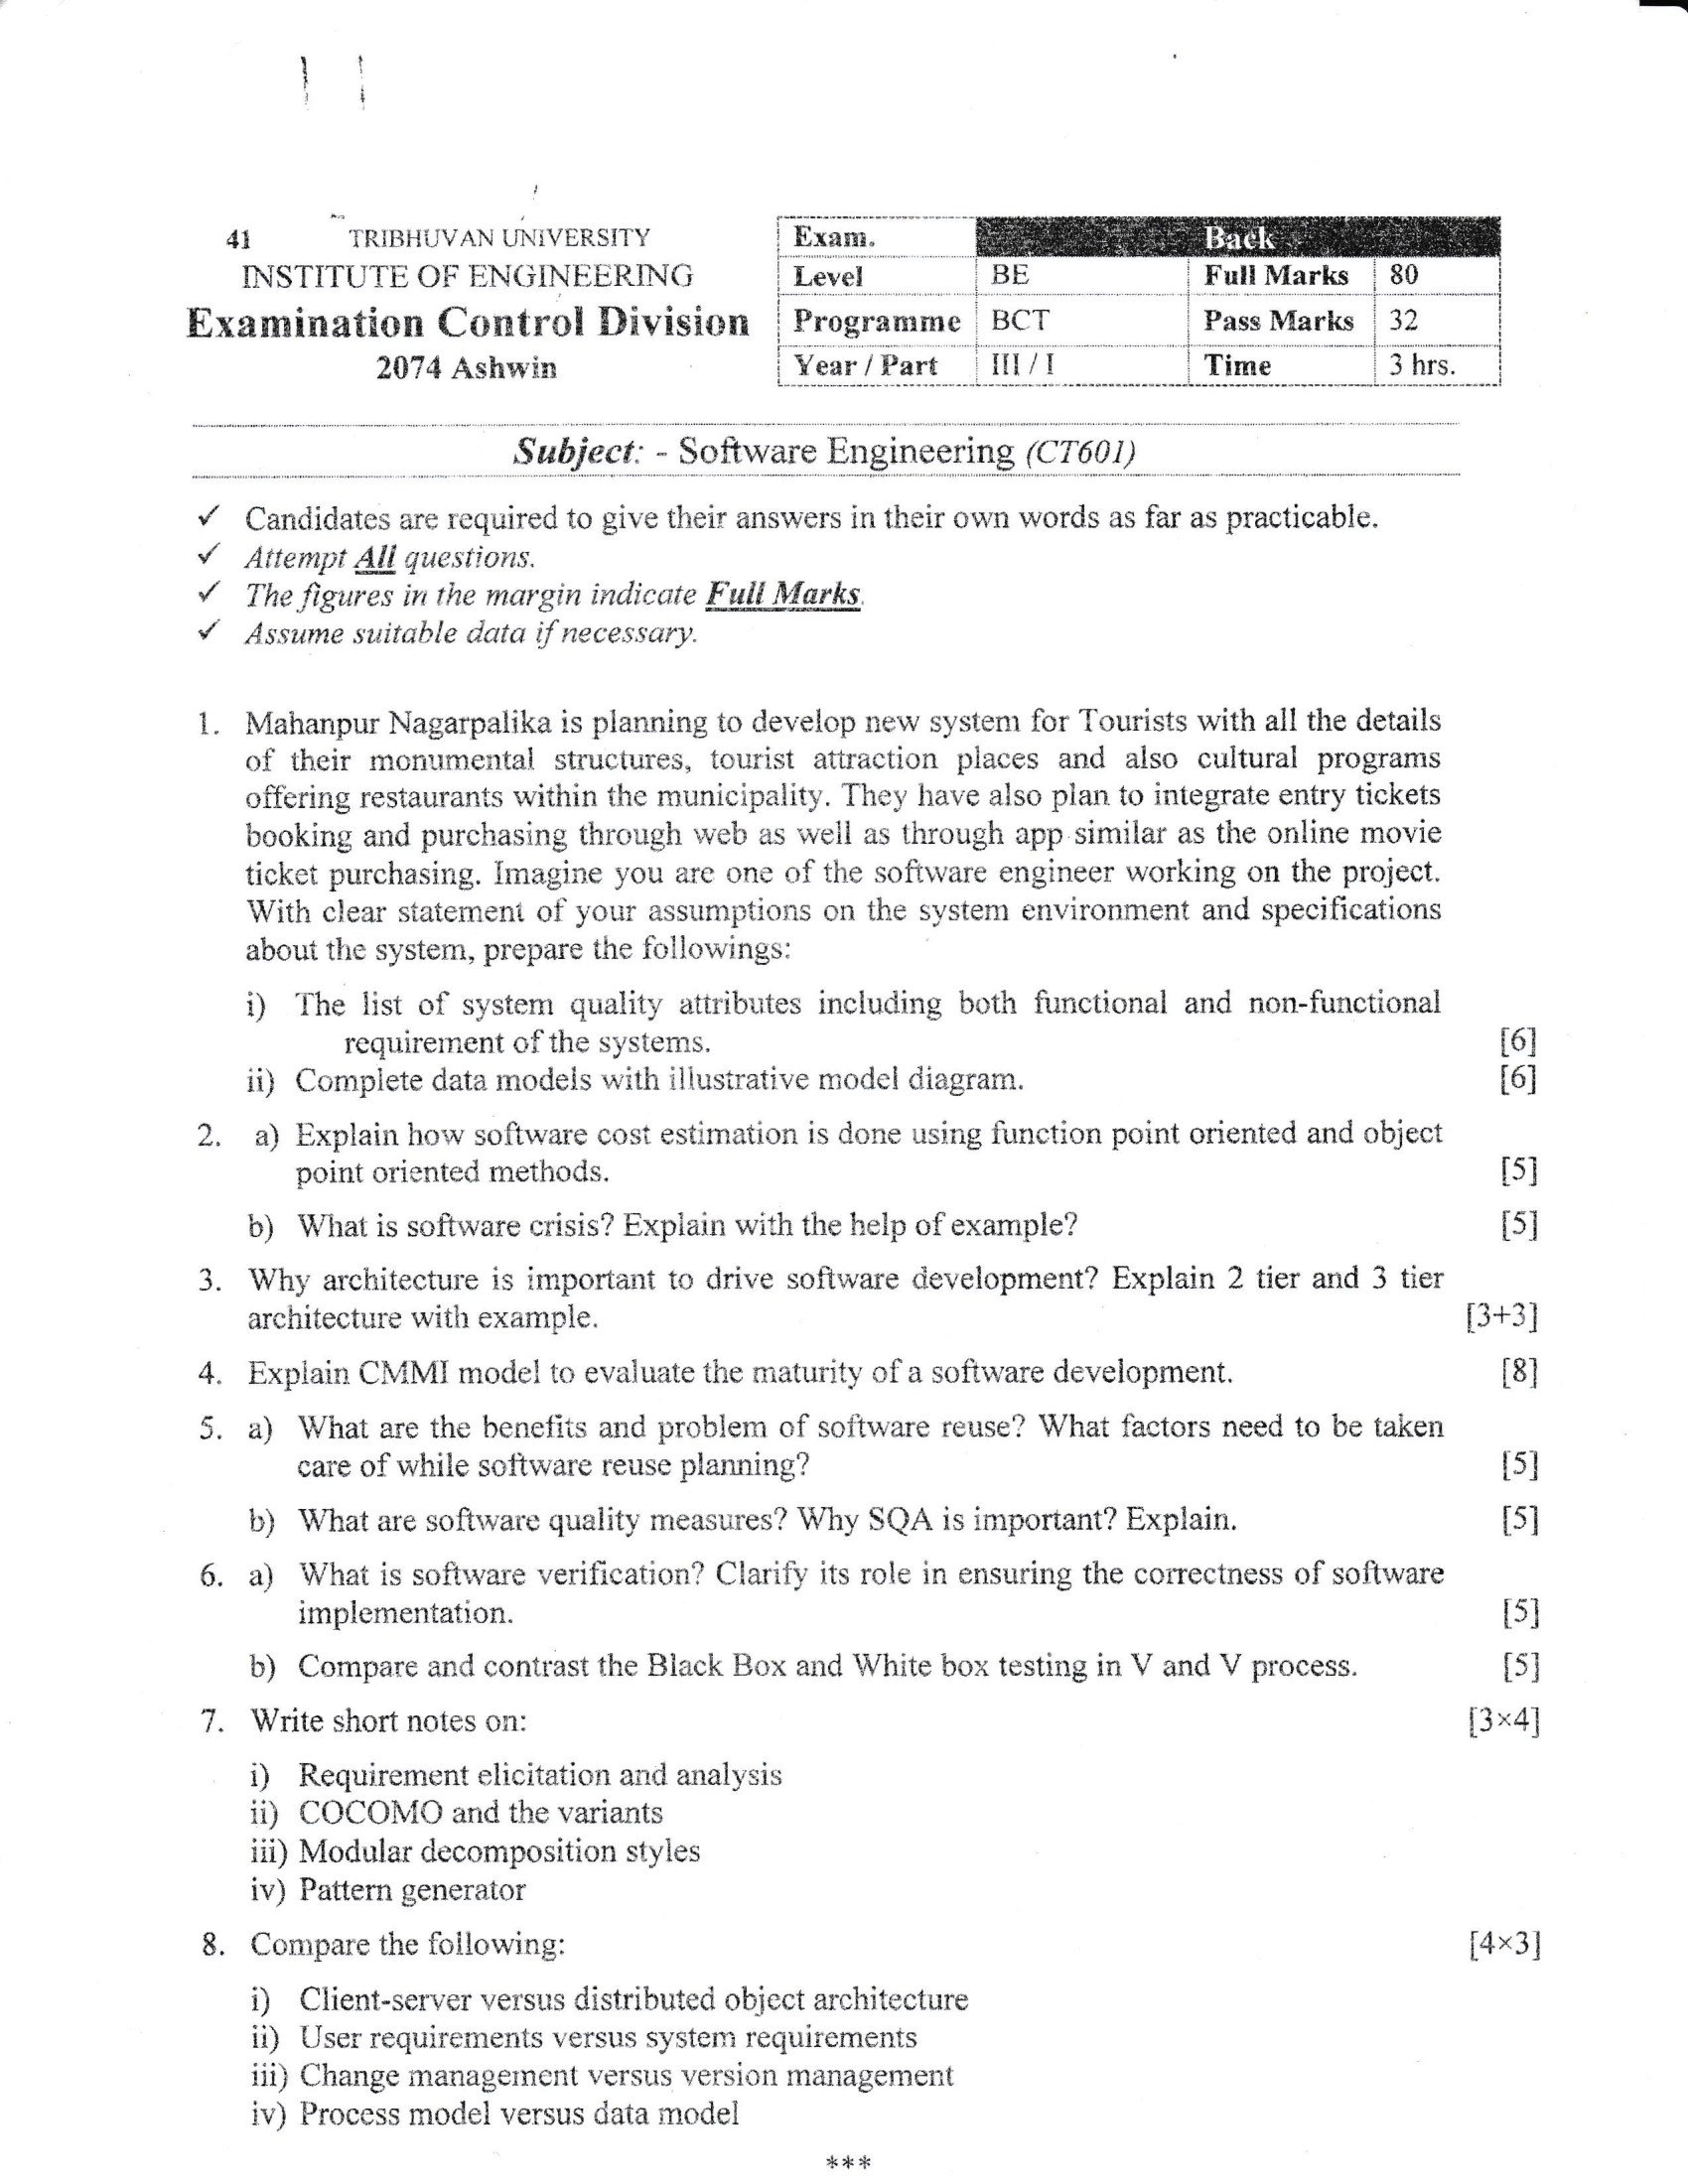 41 TRIBHUVAN UNIVERSITY
INSTITUTE OF ENGINEERING
Examination Control Division
2074 Ashwin
Exam. Back
Level BE Full Marks 80
Programme BCT Pass Marks 32
Year / Part III / I Time 3 hrs.
Subject: - Software Engineering (CT601)
✓ Candidates are required to give their answers in their own words as far as practicable.
✓ Attempt All questions.
✓ The figures in the margin indicate Full Marks.
✓ Assume suitable data if necessary.
1. Mahanpur Nagarpalika is planning to develop new system for Tourists with all the details
of their monumental structures, tourist attraction places and also cultural programs
offering restaurants within the municipality. They have also plan to integrate entry tickets
booking and purchasing through web as well as through app similar as the online movie
ticket purchasing. Imagine you are one of the software engineer working on the project.
With clear statement of your assumptions on the system environment and specifications
about the system, prepare the followings:
i) The list of system quality attributes including both functional and non-functional
requirement of the systems. [6]
ii) Complete data models with illustrative model diagram. [6]
2. a) Explain how software cost estimation is done using function point oriented and object
point oriented methods. [5]
b) What is software crisis? Explain with the help of example? [5]
3. Why architecture is important to drive software development? Explain 2 tier and 3 tier
architecture with example. [3+3]
4. Explain CMMI model to evaluate the maturity of a software development. [8]
5. a) What are the benefits and problem of software reuse? What factors need to be taken
care of while software reuse planning? [5]
b) What are software quality measures? Why SQA is important? Explain. [5]
6. a) What is software verification? Clarify its role in ensuring the correctness of software
implementation. [5]
b) Compare and contrast the Black Box and White box testing in V and V process. [5]
7. Write short notes on: [3×4]
i) Requirement elicitation and analysis
ii) COCOMO and the variants
iii) Modular decomposition styles
iv) Pattern generator
8. Compare the following: [4×3]
i) Client-server versus distributed object architecture
ii) User requirements versus system requirements
iii) Change management versus version management
iv) Process model versus data model
***